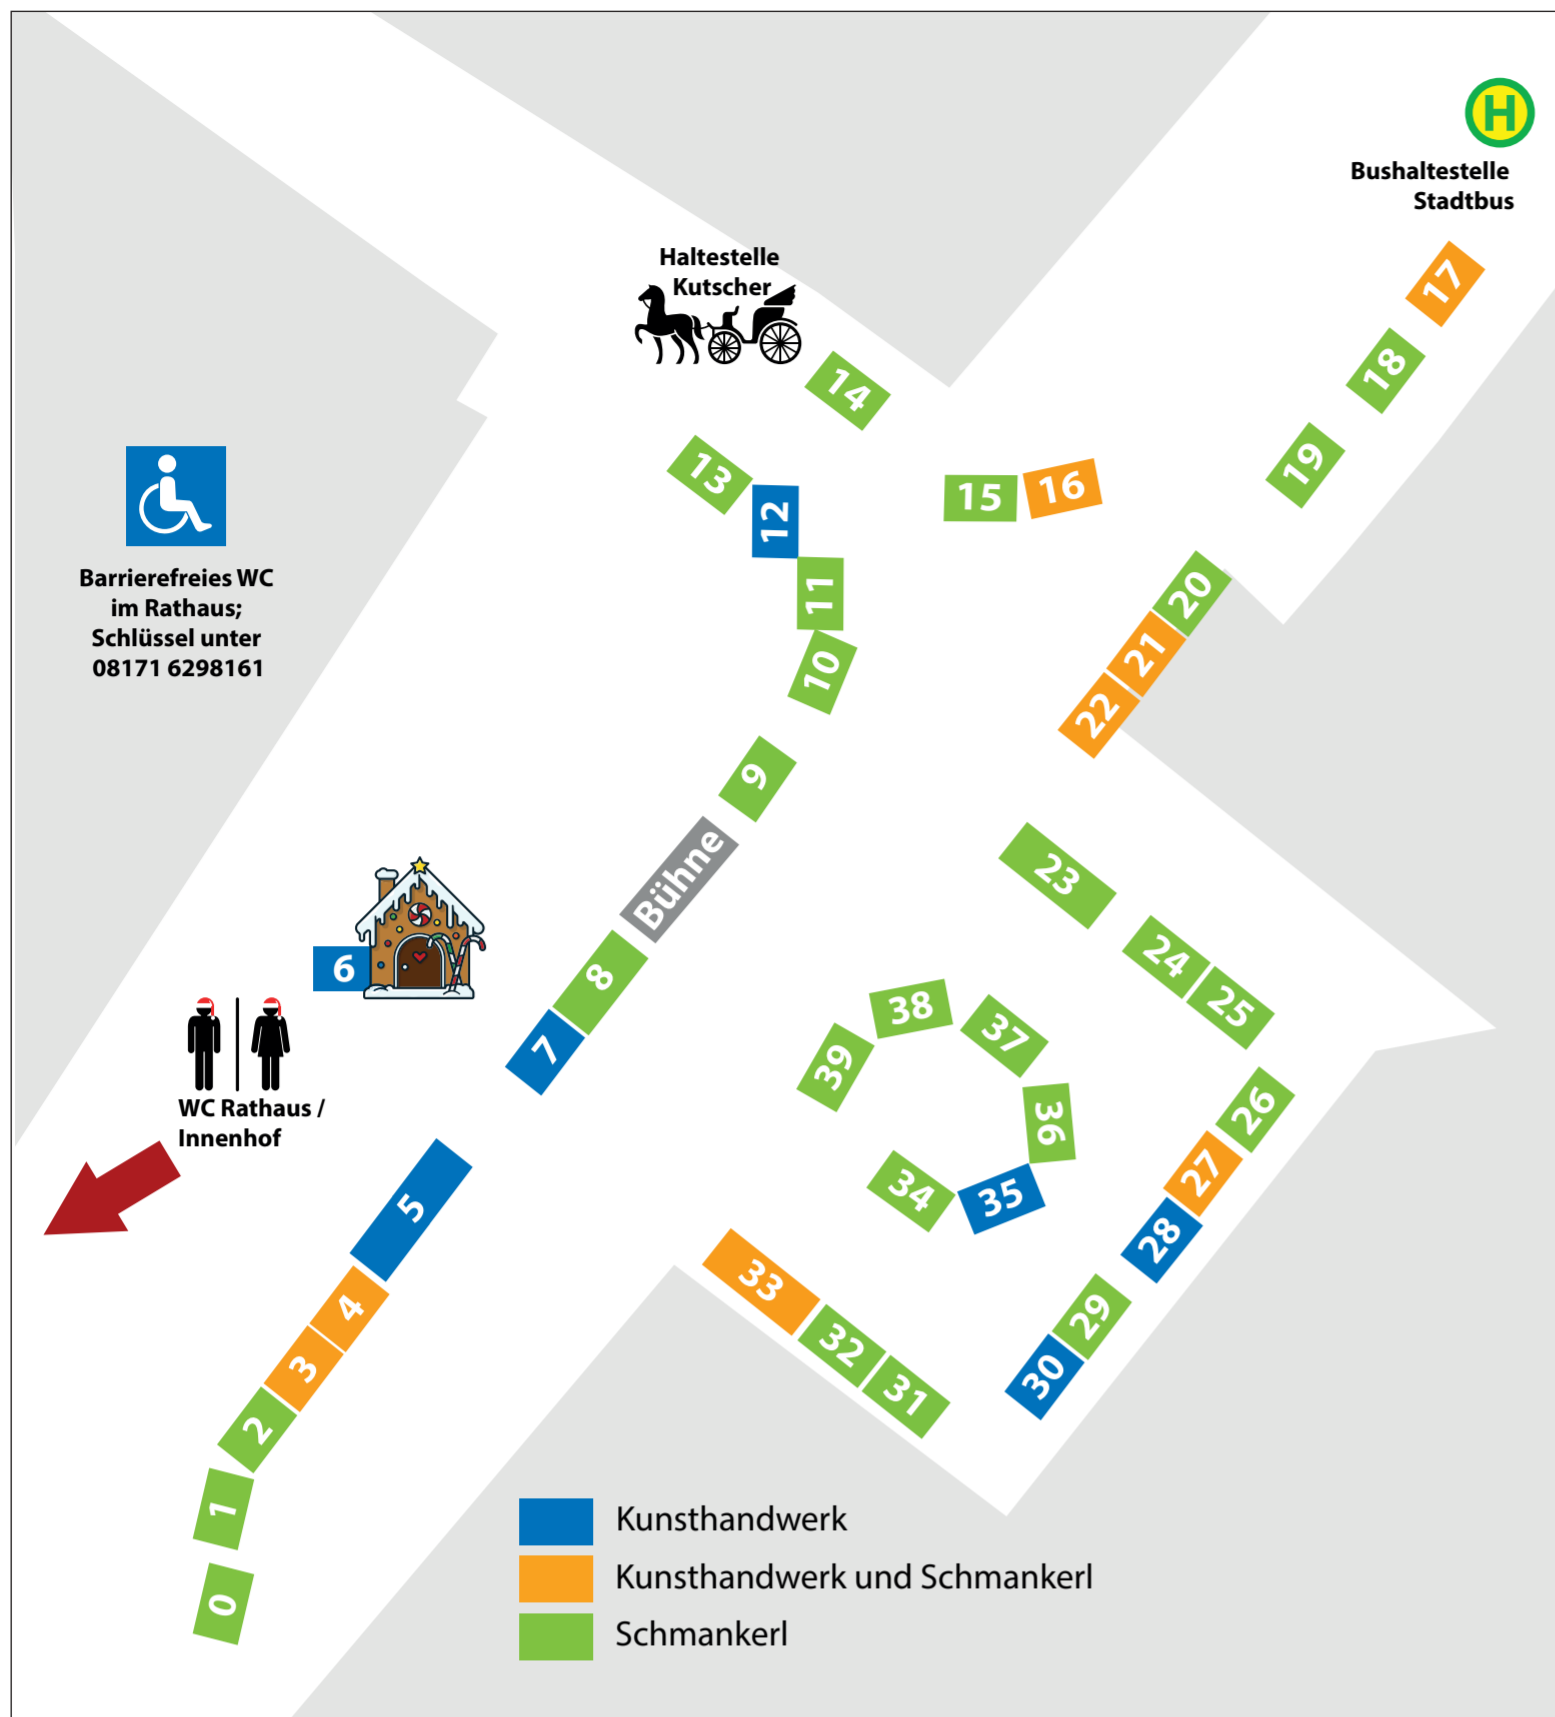 H
Bushaltestelle
Stadtbus
Haltestelle
Kutscher
17
18
14
19
13
15
16
12
Barrierefreies WC
im Rathaus;
Schlüssel unter
08171 6298161
11
20
10
21
22
9
Bühne
23
6
8
24
25
38
37
7
39
WC Rathaus /
Innenhof
36
26
27
34
35
28
5
33
4
29
32
31
30
3
2
1
0
Kunsthandwerk
Kunsthandwerk und Schmankerl
Schmankerl